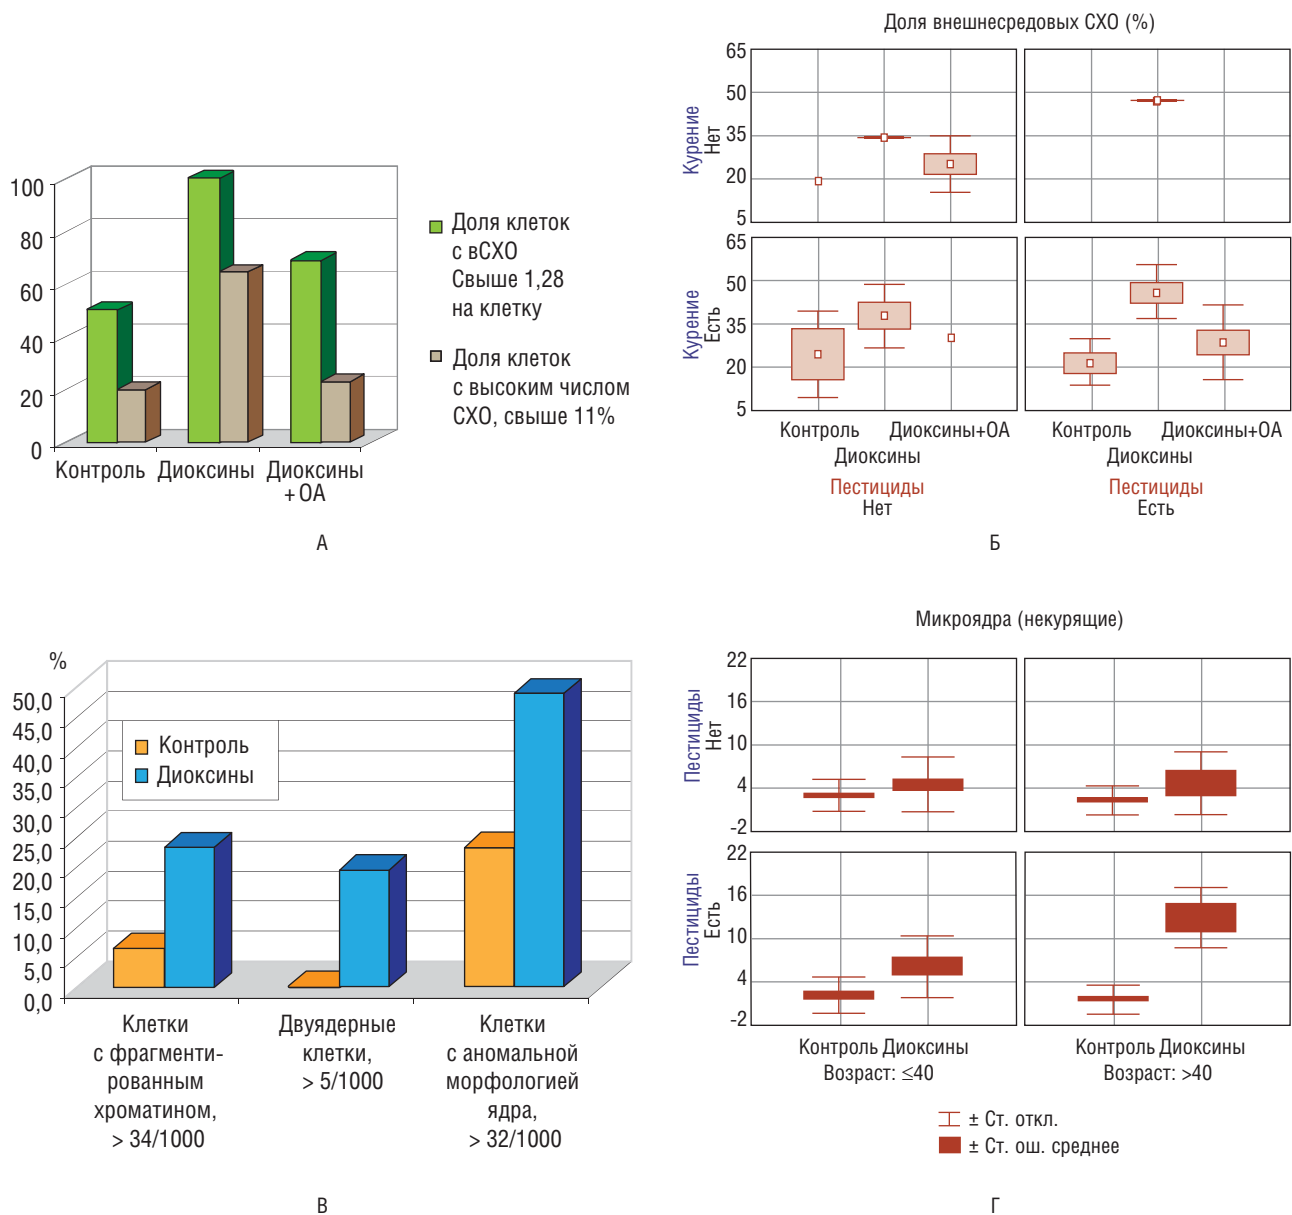 100
80
60
40
20
0
Контроль
Диоксины
Диоксины
+ ОА
Доля клеток
с вСХО
Свыше 1,28
на клетку
Доля клеток
с высоким числом
СХО, свыше 11%
А
Доля внешнесредовых СХО (%)
Курение
Нет
65
50
35
20
5
Курение
Есть
65
50
35
20
5
Контроль
Диоксины+ОА
Диоксины
Пестициды
Нет
Контроль
Диоксины+ОА
Диоксины
Пестициды
Есть
Б
%
50,0
45,0
40,0
35,0
30,0
25,0
20,0
15,0
10,0
5,0
0,0
Контроль
Диоксины
Клетки
с фрагменти-
рованным
хроматином,
> 34/1000
Двуядерные
клетки,
> 5/1000
Клетки
с аномальной
морфологией
ядра,
> 32/1000
В
Микроядра (некурящие)
Пестициды
Нет
22
16
10
4
-2
Пестициды
Есть
22
16
10
4
-2
Контроль Диоксины
Возраст: ≤40
Контроль Диоксины
Возраст: >40
± Ст. откл.
± Ст. ош. среднее
Г